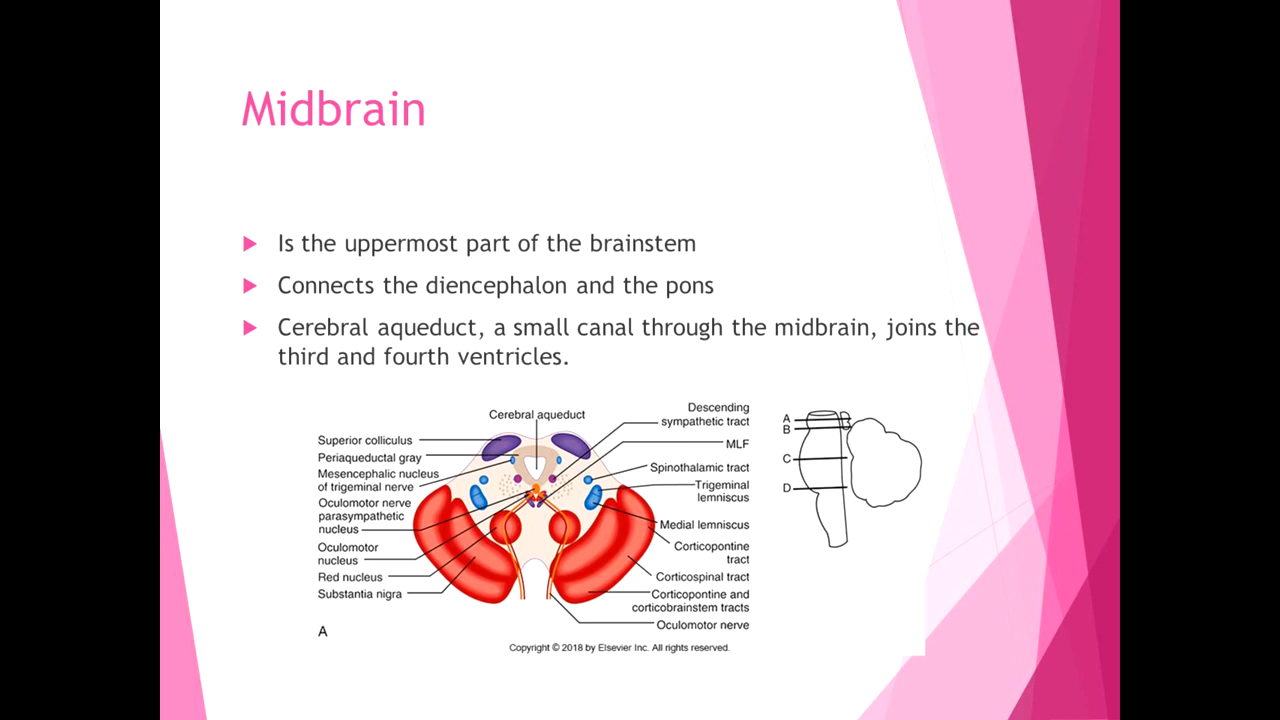 Midbrain
Is the uppermost part of the brainstem
Connects the diencephalon and the pons
Cerebral aqueduct, a small canal through the midbrain, joins the
third and fourth ventricles.
Cerebral aqueduct
Superior colliculus
Periaqueductal gray
Mesencephalic nucleus
of trigeminal nerve
Oculomotor nerve
parasympathetic
nucleus
Oculomotor
nucleus
Red nucleus
Substantia nigra
Descending
sympathetic tract
MLF
Spinothalamic tract
Trigeminal
lemniscus
Medial lemniscus
Corticopontine
tract
Corticospinal tract
Corticopontine and
corticobrainstem tracts
Oculomotor nerve
A
B
C
D
A
Copyright © 2018 by Elsevier Inc. All rights reserved.